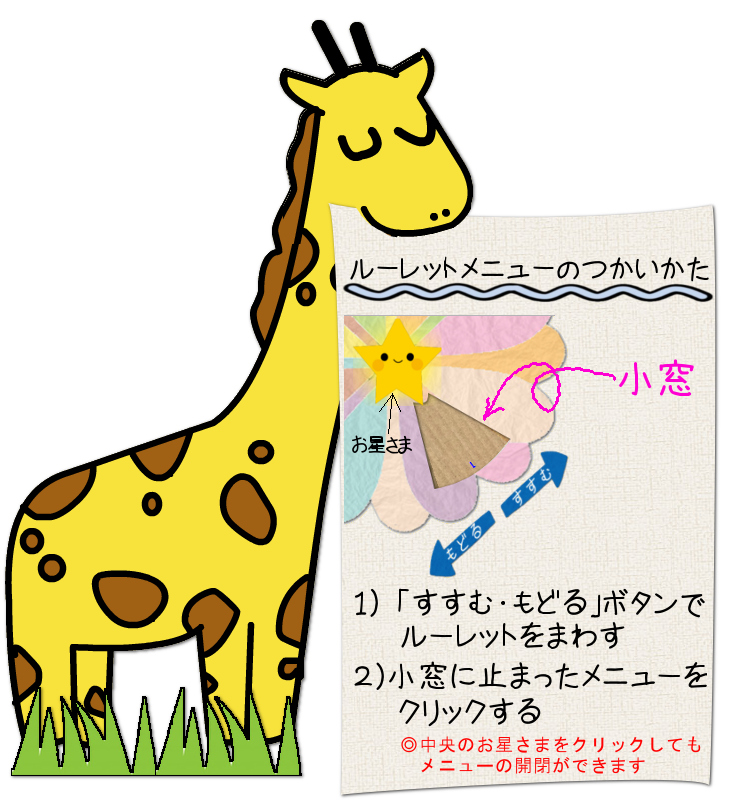 ルーレットメニューのつかいかた
小窓
お星さま
すすむ
もどる
1)「すすむ・もどる」ボタンで
ルーレットをまわす
2)小窓に止まったメニューを
クリックする
◎中央のお星さまをクリックしても
メニューの開閉ができます